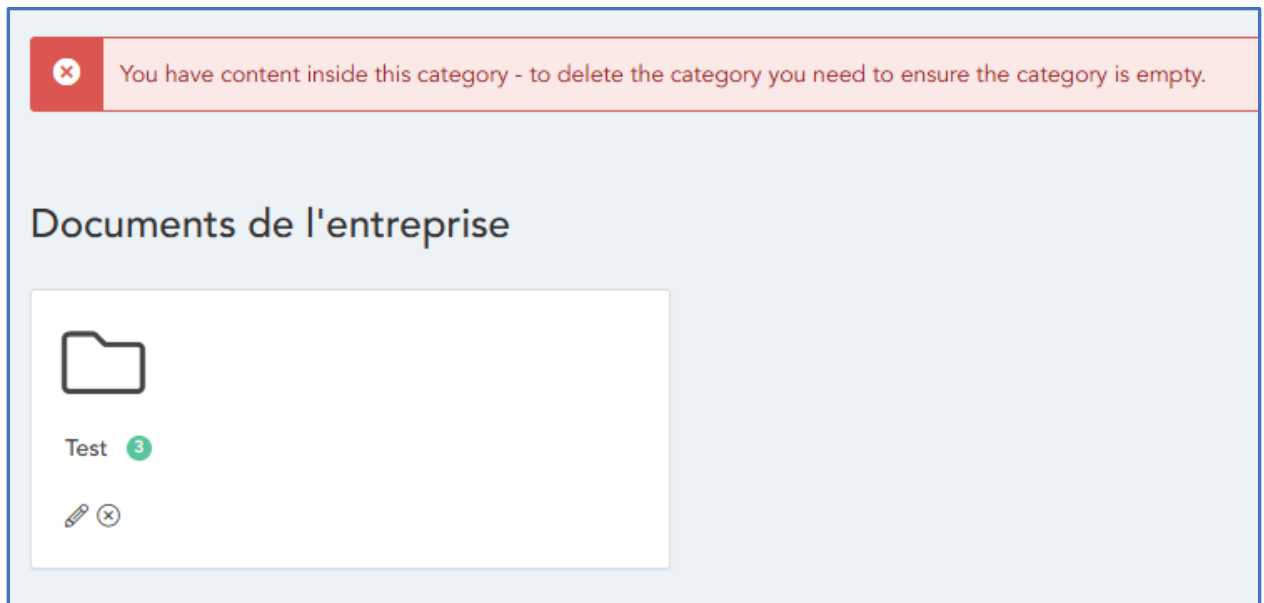 You have content inside this category - to delete the category you need to ensure the category is empty.
Documents de l'entreprise
Test 3